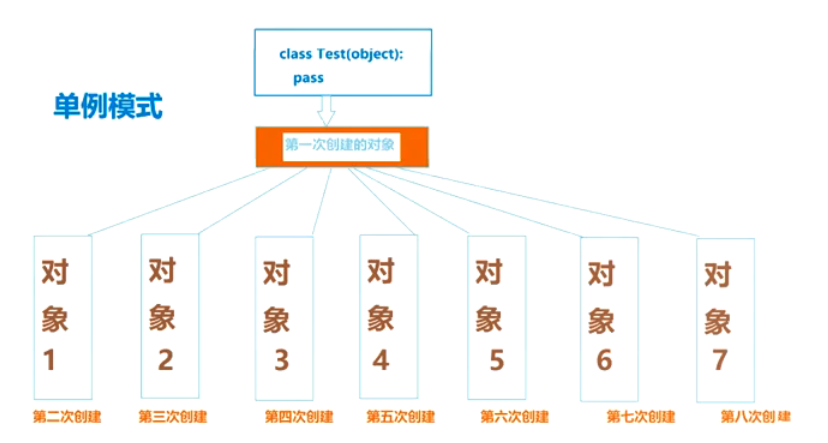 class Test(object):
pass
单例模式
第一次创建的对象
对象1
对象2
对象3
对象4
对象5
对象6
对象7
第二次创建
第三次创建
第四次创建
第五次创建
第六次创建
第七次创建
第八次创建